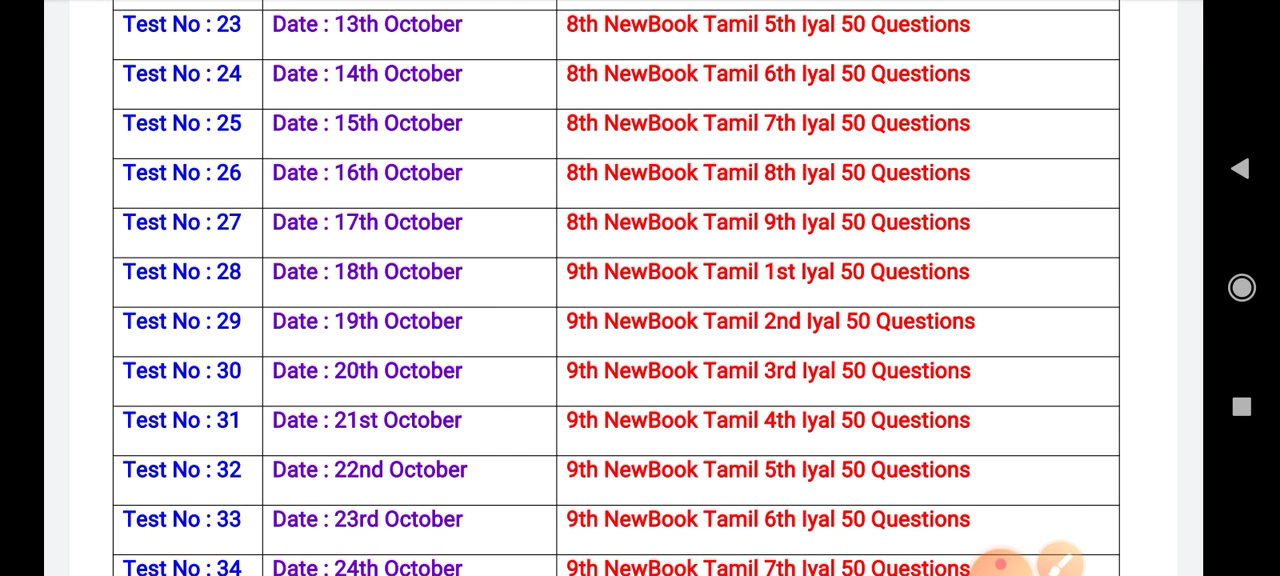 Test No : 23 Date : 13th October 8th NewBook Tamil 5th Iyal 50 Questions
Test No : 24 Date : 14th October 8th NewBook Tamil 6th Iyal 50 Questions
Test No : 25 Date : 15th October 8th NewBook Tamil 7th Iyal 50 Questions
Test No : 26 Date : 16th October 8th NewBook Tamil 8th Iyal 50 Questions
Test No : 27 Date : 17th October 8th NewBook Tamil 9th Iyal 50 Questions
Test No : 28 Date : 18th October 9th NewBook Tamil 1st Iyal 50 Questions
Test No : 29 Date : 19th October 9th NewBook Tamil 2nd Iyal 50 Questions
Test No : 30 Date : 20th October 9th NewBook Tamil 3rd Iyal 50 Questions
Test No : 31 Date : 21st October 9th NewBook Tamil 4th Iyal 50 Questions
Test No : 32 Date : 22nd October 9th NewBook Tamil 5th Iyal 50 Questions
Test No : 33 Date : 23rd October 9th NewBook Tamil 6th Iyal 50 Questions
Test No : 34 Date : 24th October 9th NewBook Tamil 7th Iyal 50 Questions